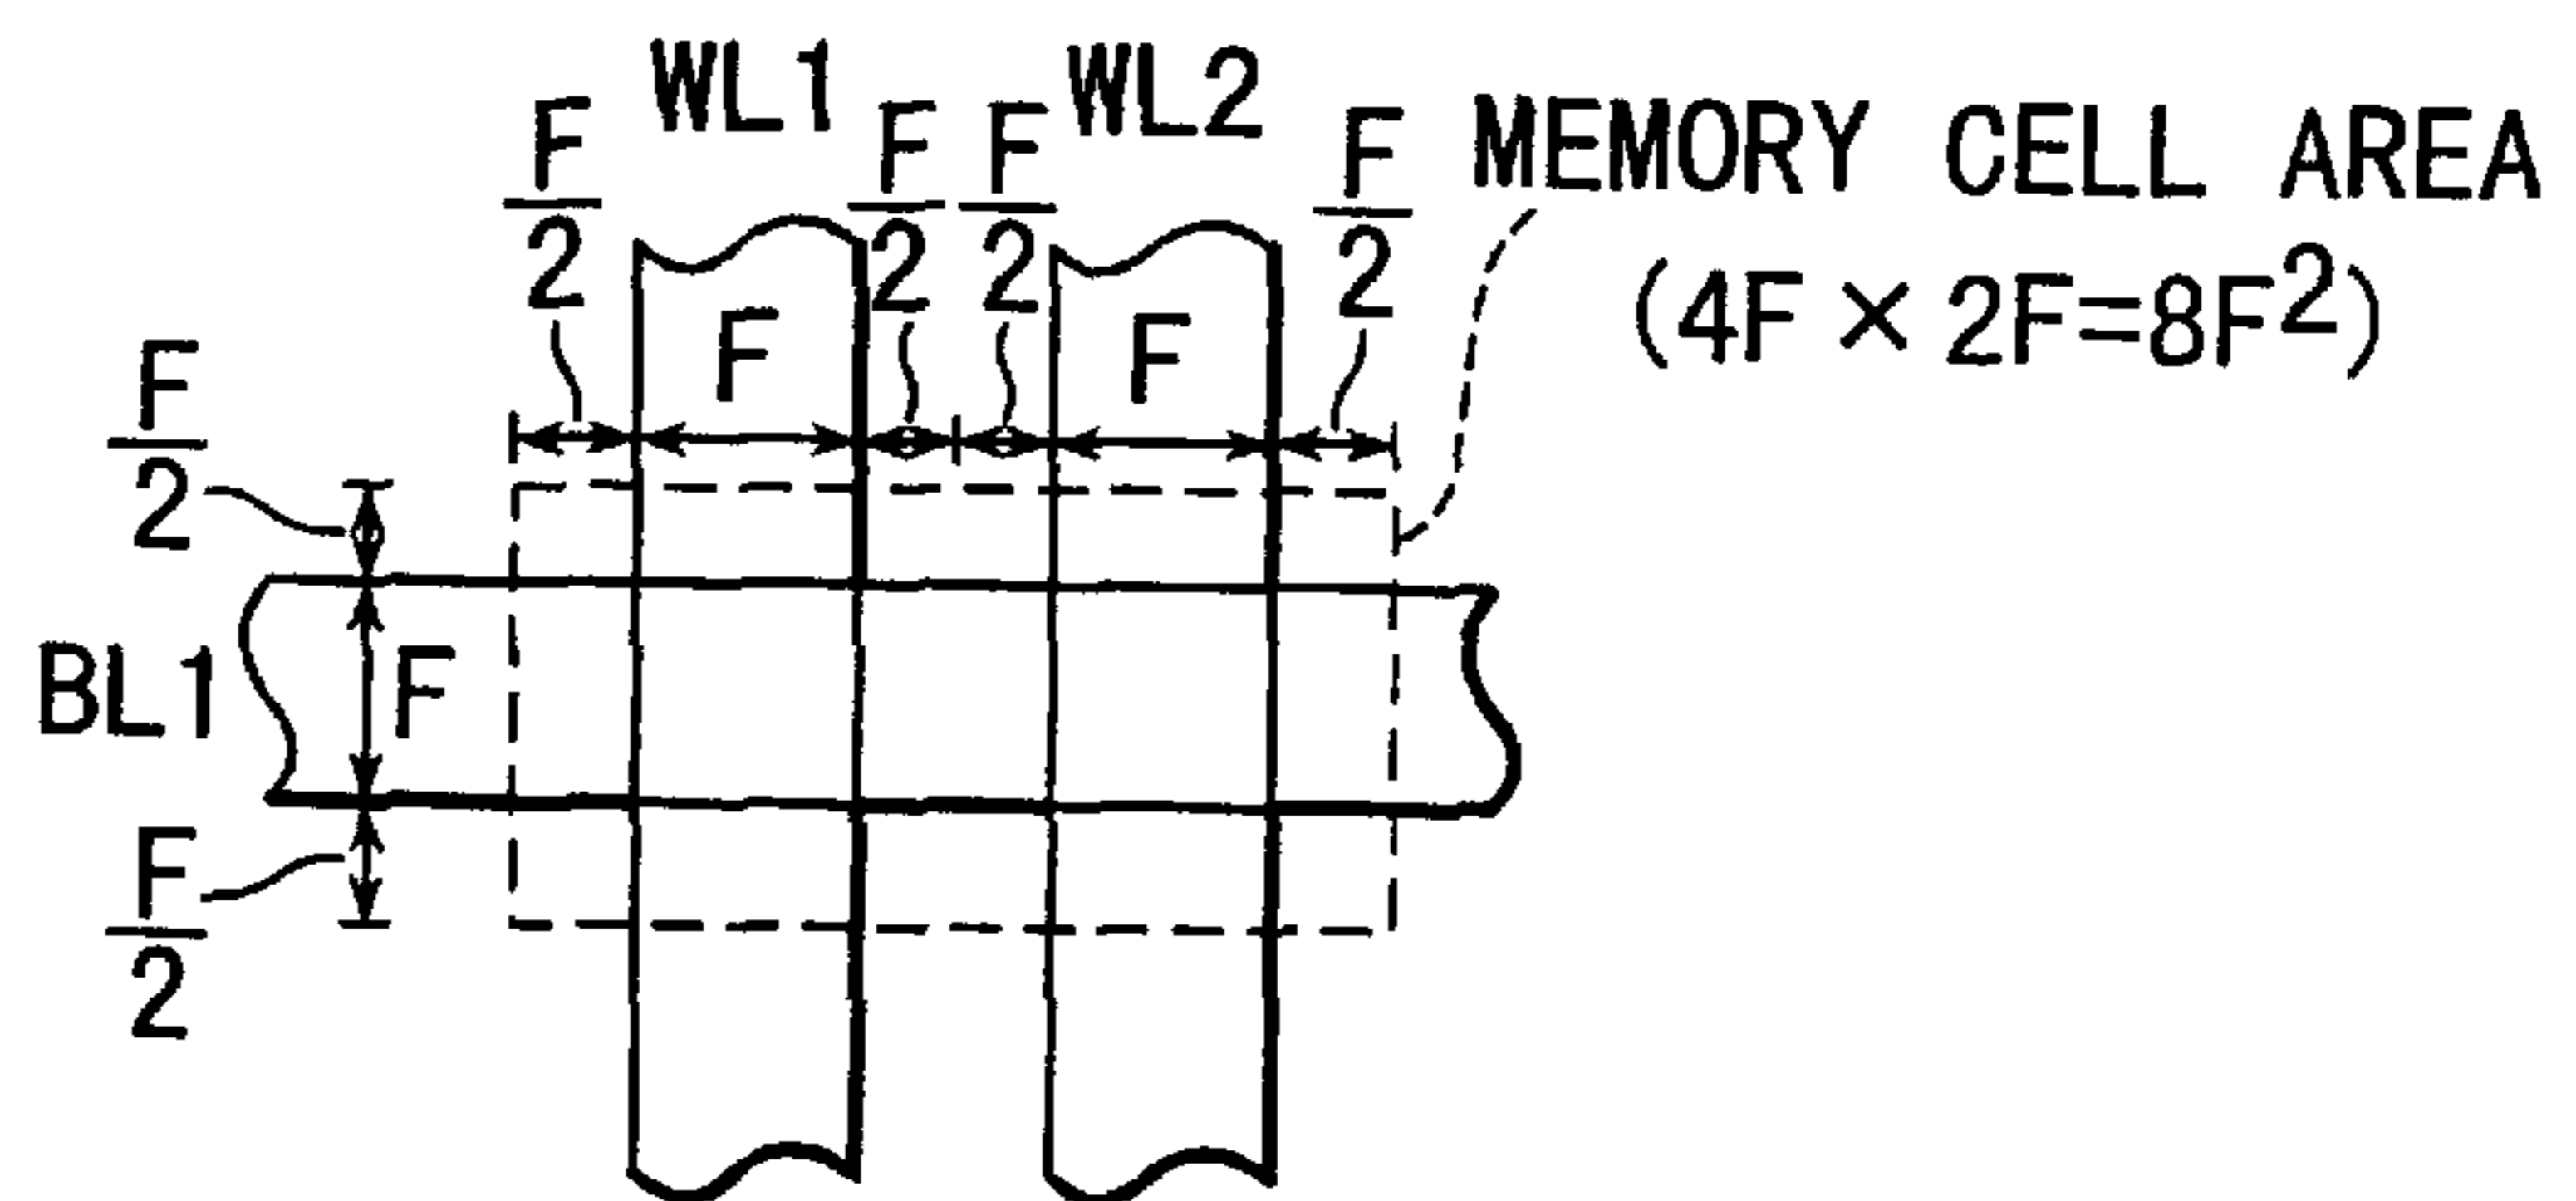 WL1
WL2
F/2
F/2
F/2
F/2
MEMORY CELL AREA
(4F × 2F=8F²)
F
F
F/2
BL1
F
F/2